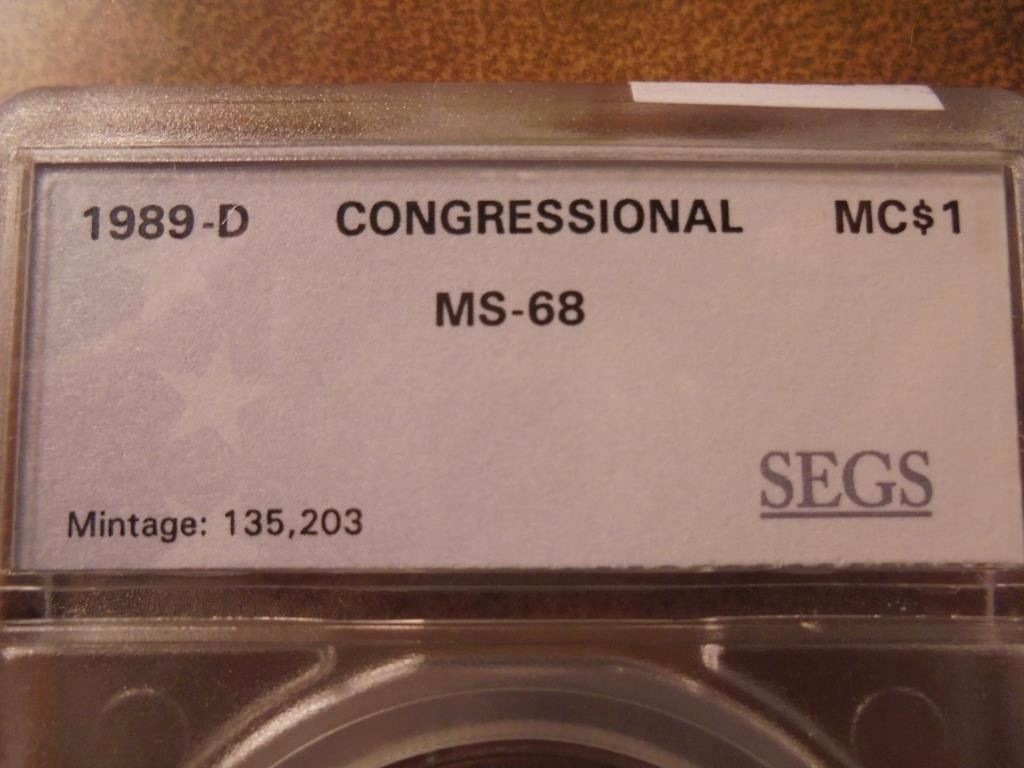 1989-D CONGRESSIONAL MC$1
MS-68
SEGS
Mintage: 135,203